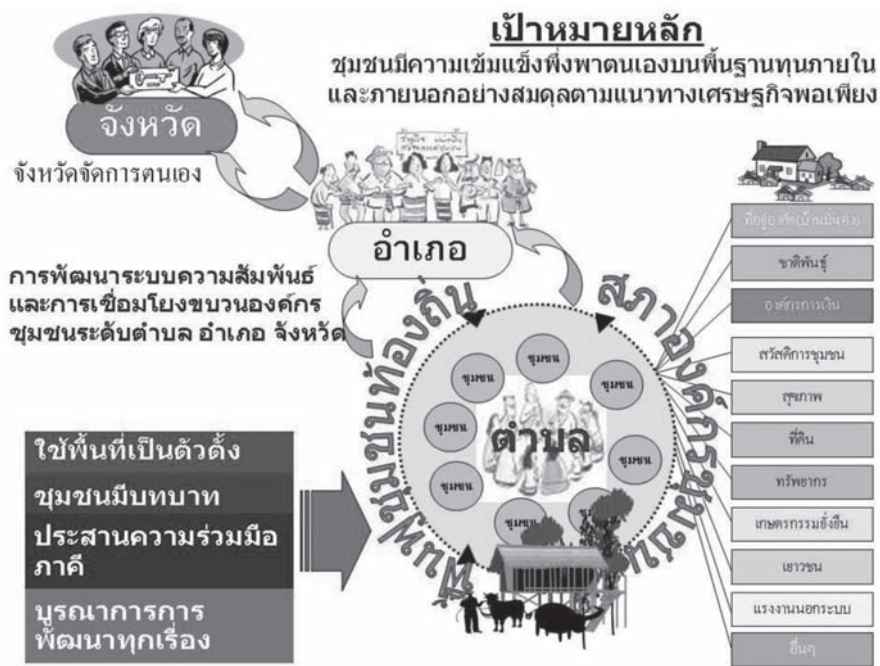 เป้าหมายหลัก
ชุมชนมีความเข้มแข็งพึ่งพาตนเองบนพื้นฐานทุนภายใน
และภายนอกอย่างสมดุลตามแนวทางเศรษฐกิจพอเพียง
จังหวัด
จังหวัดจัดการตนเอง
อำเภอ
การพัฒนาระบบความสัมพันธ์
และการเชื่อมโยงขบวนองค์กร
ชุมชนระดับตำบล อำเภอ จังหวัด
ใช้พื้นที่เป็นตัวตั้ง
ชุมชนมีบทบาท
ประสานความร่วมมือ
ภาคี
บูรณาการการ
พัฒนาทุกเรื่อง
ฟื้นฟูชุมชนท้องถิ่น
สภาองค์กรชุมชน
ชุมชน
ชุมชน
ชุมชน
ชุมชน
ชุมชน
ชุมชน
ชุมชน
ตำบล
ที่อยู่อาศัย(บ้านมั่นคง)
ชาติพันธุ์
องค์กรการเงิน
สวัสดิการชุมชน
สุขภาพ
ที่ดิน
ทรัพยากร
เกษตรกรรมยั่งยืน
เยาวชน
แรงงานนอกระบบ
อื่นๆ